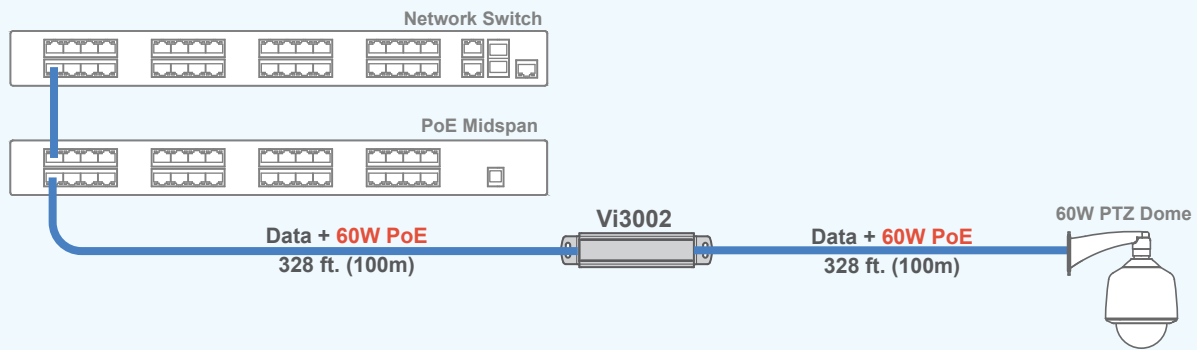 Network Switch
PoE Midspan
Vi3002
60W PTZ Dome
Data + 60W PoE
328 ft. (100m)
Data + 60W PoE
328 ft. (100m)